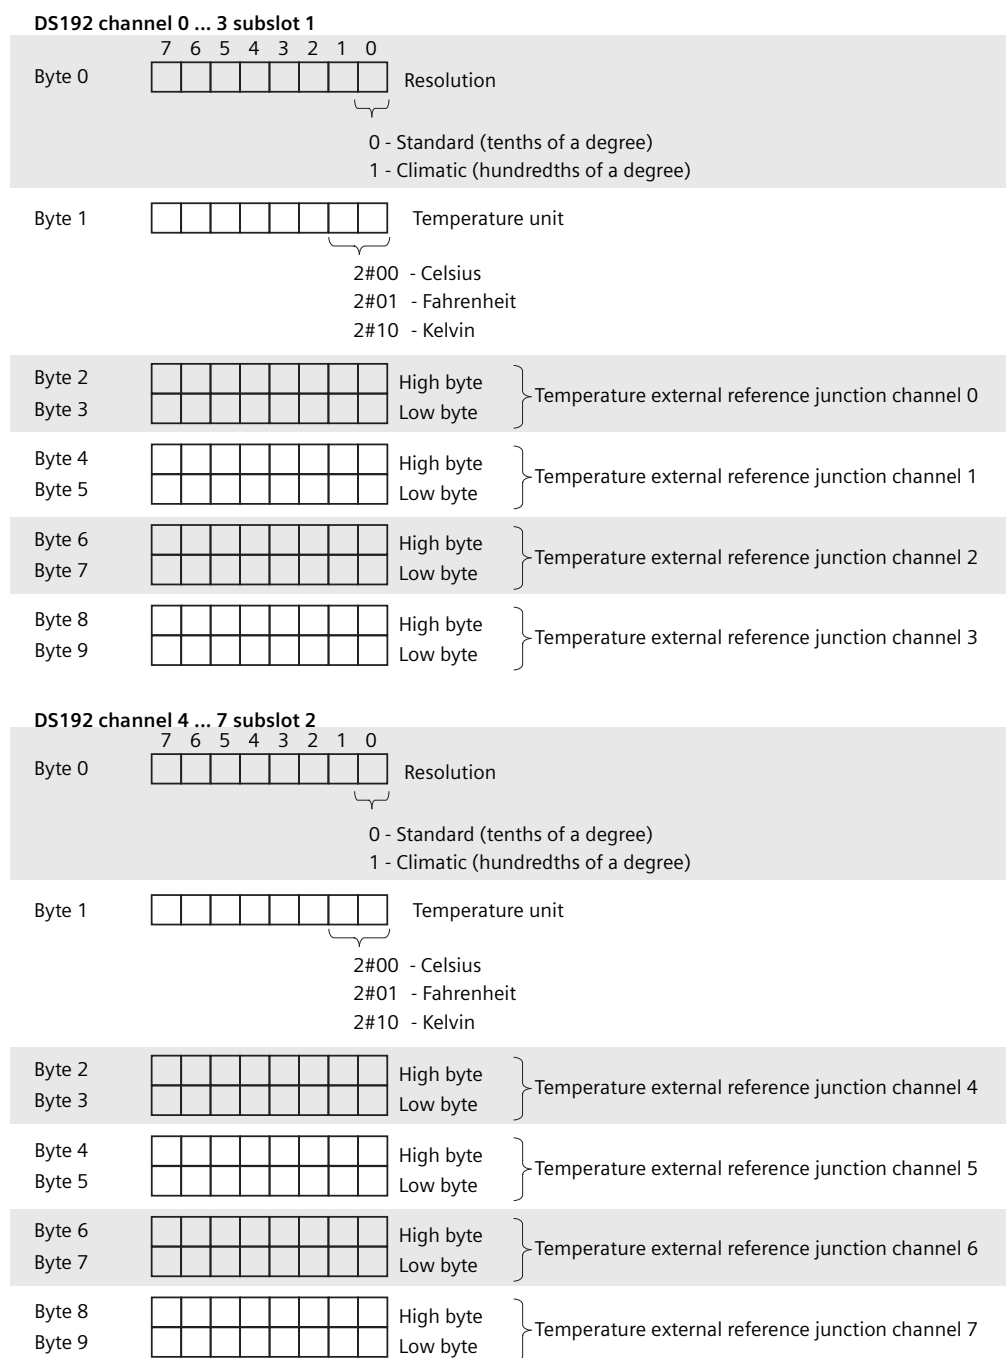 DS192 channel 0 ... 3 subslot 1
7 6 5 4 3 2 1 0
Byte 0 Resolution
0 - Standard (tenths of a degree)
1 - Climatic (hundredths of a degree)
Byte 1 Temperature unit
2#00 - Celsius
2#01 - Fahrenheit
2#10 - Kelvin
Byte 2 High byte
Temperature external reference junction channel 0
Byte 3 Low byte
Byte 4 High byte
Temperature external reference junction channel 1
Byte 5 Low byte
Byte 6 High byte
Temperature external reference junction channel 2
Byte 7 Low byte
Byte 8 High byte
Temperature external reference junction channel 3
Byte 9 Low byte
DS192 channel 4 ... 7 subslot 2
7 6 5 4 3 2 1 0
Byte 0 Resolution
0 - Standard (tenths of a degree)
1 - Climatic (hundredths of a degree)
Byte 1 Temperature unit
2#00 - Celsius
2#01 - Fahrenheit
2#10 - Kelvin
Byte 2 High byte
Temperature external reference junction channel 4
Byte 3 Low byte
Byte 4 High byte
Temperature external reference junction channel 5
Byte 5 Low byte
Byte 6 High byte
Temperature external reference junction channel 6
Byte 7 Low byte
Byte 8 High byte
Temperature external reference junction channel 7
Byte 9 Low byte